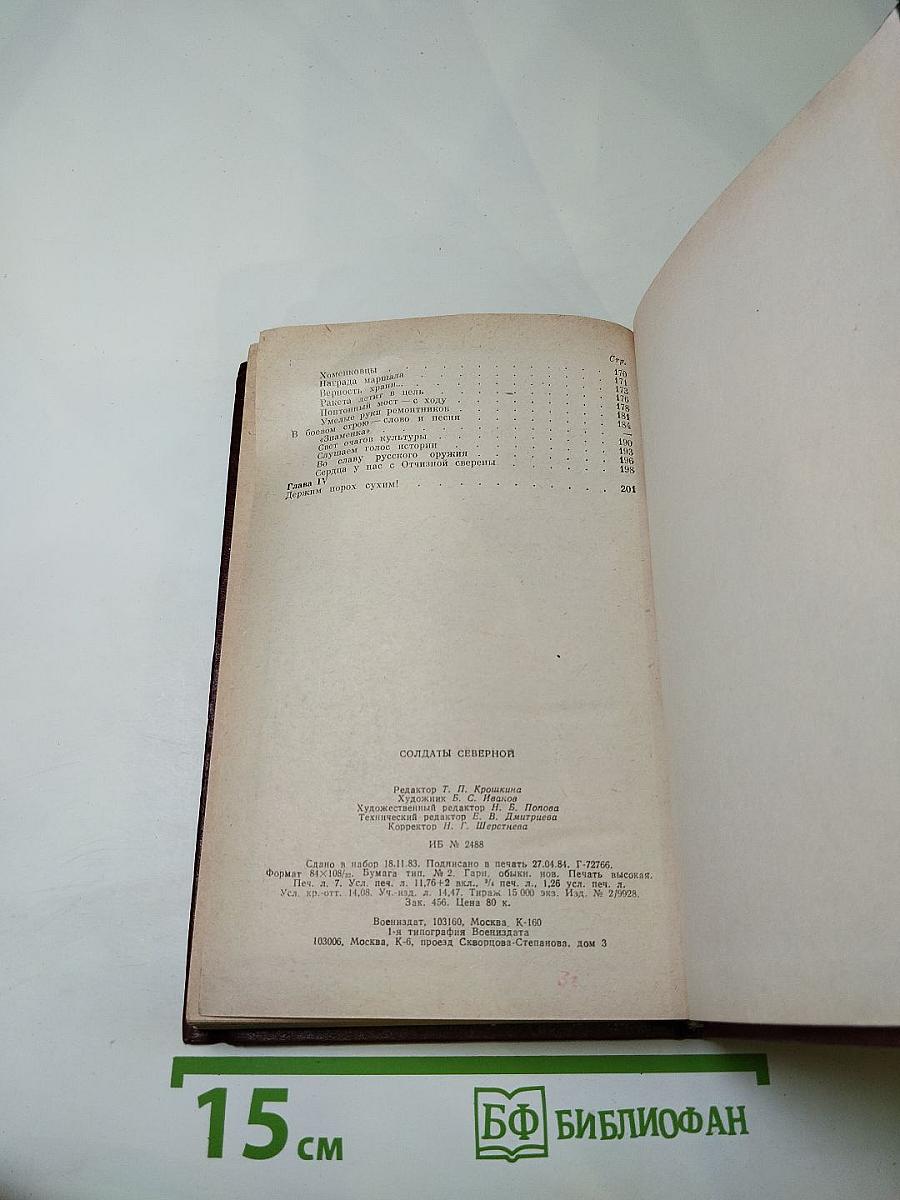 Стр.
Хоменковцы . . . . . . . . . . 170
Награда маршала . . . . . . . . . 171
Верность храни... . . . . . . . . . 173
Ракета летит в цель . . . . . . . . . 176
Понтонный мост — с ходу . . . . . . . . 178
Умелые руки ремонтников . . . . . . . . 181
В боевом строю — слово и песня . . . . . . . 184
«Знаменка» . . . . . . . . . . —
Свет очагов культуры . . . . . . . . . 190
Слушаем голос истории . . . . . . . . . 193
Во славу русского оружия . . . . . . . . 196
Сердца у нас с Отчизной сверены . . . . . . 198
Глава IV
Держим порох сухим! . . . . . . . . . 201
СОЛДАТЫ СЕВЕРНОЙ
Редактор Т. П. Крошкина
Художник Б. С. Иванов
Художественный редактор Н. Б. Попова
Технический редактор Е. В. Дмитриева
Корректор Н. Г. Шерстнева
ИБ № 2488
Сдано в набор 18.11.83. Подписано в печать 27.04.84. Г-72766.
Формат 84×108/32. Бумага тип. № 2. Гарн. обыкн. нов. Печать высокая.
Печ. л. 7. Усл. печ. л. 11,76+2 вкл., 3/4 печ. л., 1,26 усл. печ. л.
Усл. кр.-отт. 14,08. Уч.-изд. л. 14,47. Тираж 15 000 экз. Изд. № 2/9928.
Зак. 456. Цена 80 к.
Воениздат, 103160, Москва, К-160
1-я типография Воениздата
103006, Москва, К-6, проезд Скворцова-Степанова, дом 3
15 см
БФ БИБЛИОФАН